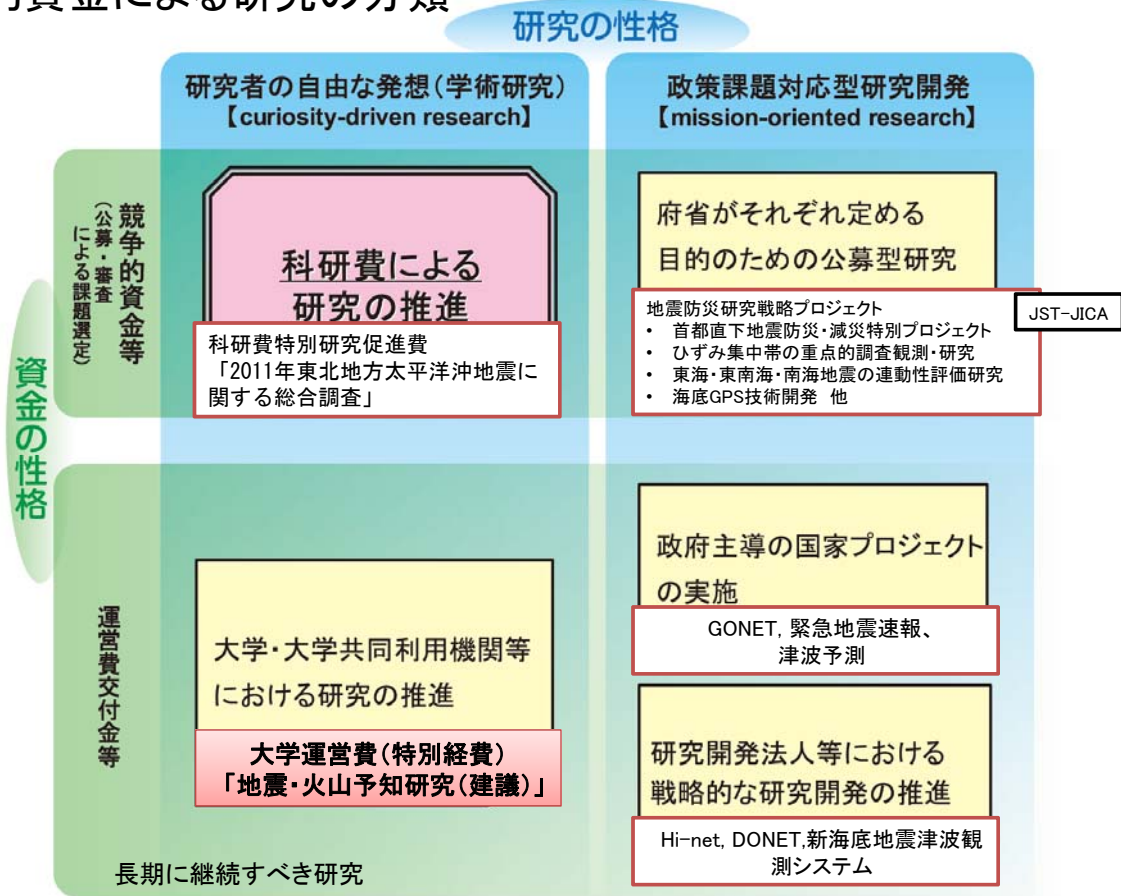 資金による研究の分類
研究の性格
研究者の自由な発想(学術研究)
【curiosity-driven research】
政策課題対応型研究開発
【mission-oriented research】
資金の性格
競争的資金等
(公募・審査
による課題選定)
科研費による
研究の推進
科研費特別研究促進費
「2011年東北地方太平洋沖地震に
関する総合調査」
府省がそれぞれ定める
目的のための公募型研究
地震防災研究戦略プロジェクト
• 首都直下地震防災・減災特別プロジェクト
• ひずみ集中帯の重点的調査観測・研究
• 東海・東南海・南海地震の連動性評価研究
• 海底GPS技術開発 他
JST-JICA
運営費交付金等
大学・大学共同利用機関等
における研究の推進
大学運営費(特別経費)
「地震・火山予知研究(建議)」
長期に継続すべき研究
政府主導の国家プロジェクト
の実施
GONET, 緊急地震速報、
津波予測
研究開発法人等における
戦略的な研究開発の推進
Hi-net, DONET,新海底地震津波観
測システム